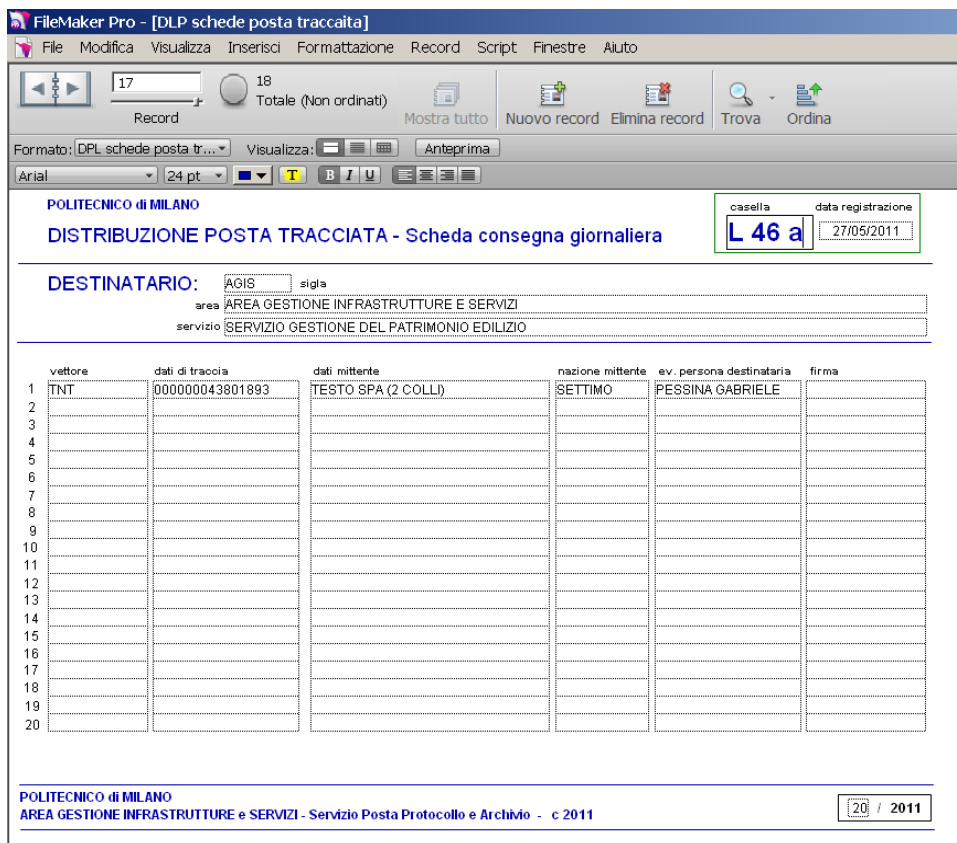 FileMaker Pro - [DLP schede posta traccaita]
File Modifica Visualizza Inserisci Formattazione Record Script Finestre Aiuto
17
18
Totale (Non ordinati)
Record
Mostra tutto Nuovo record Elimina record Trova Ordina
Formato: DPL schede posta tr... Visualizza: Anteprima
Arial 24 pt T B I U
POLITECNICO di MILANO
casella data registrazione
DISTRIBUZIONE POSTA TRACCIATA - Scheda consegna giornaliera
L 46 a 27/05/2011
DESTINATARIO: AGIS sigla
area AREA GESTIONE INFRASTRUTTURE E SERVIZI
servizio SERVIZIO GESTIONE DEL PATRIMONIO EDILIZIO
vettore dati di traccia dati mittente nazione mittente ev. persona destinataria firma
1 TNT 000000043801893 TESTO SPA (2 COLLI) SETTIMO PESSINA GABRIELE
2
3
4
5
6
7
8
9
10
11
12
13
14
15
16
17
18
19
20
POLITECNICO di MILANO
AREA GESTIONE INFRASTRUTTURE e SERVIZI - Servizio Posta Protocollo e Archivio - c 2011
20 / 2011